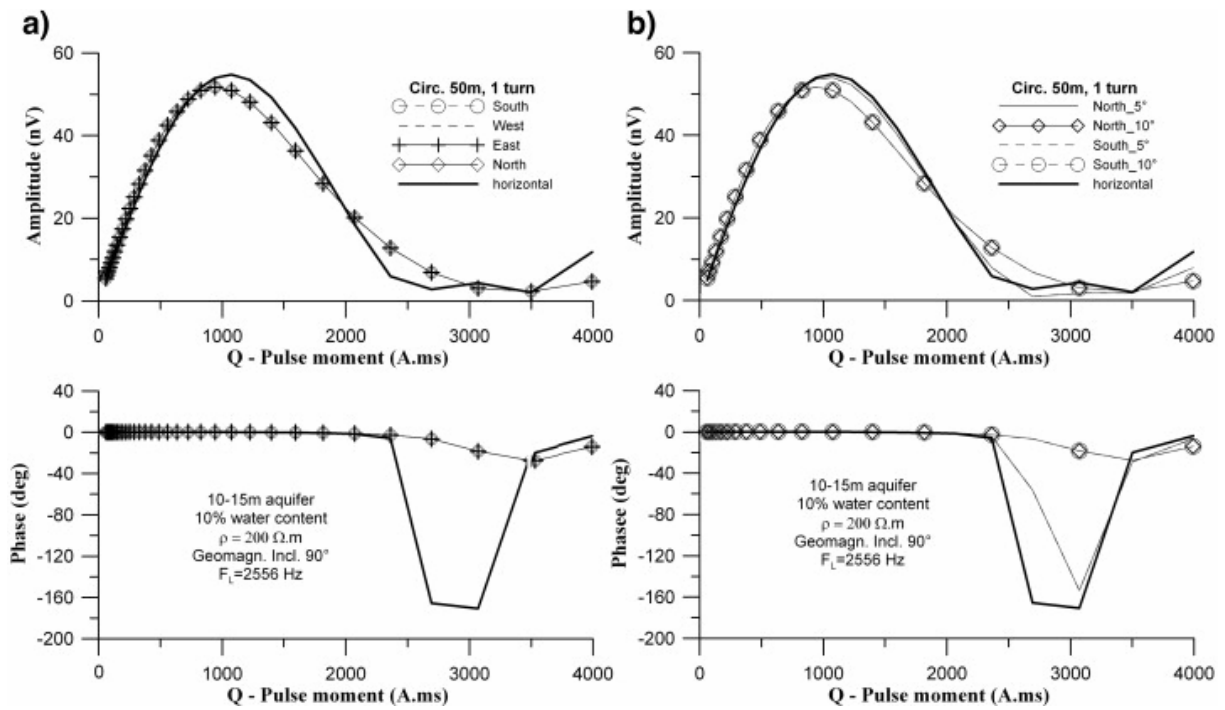 a)
Amplitude (nV)
60
40
20
0
Circ. 50m, 1 turn
South
West
East
North
horizontal
0 1000 2000 3000 4000
Q - Pulse moment (A.ms)
Phase (deg)
40
0
-40
-80
-120
-160
-200
10-15m aquifer
10% water content
ρ = 200 Ω.m
Geomagn. Incl. 90°
F_L=2556 Hz
0 1000 2000 3000 4000
Q - Pulse moment (A.ms)
b)
Amplitude (nV)
60
40
20
0
Circ. 50m, 1 turn
North_5°
North_10°
South_5°
South_10°
horizontal
0 1000 2000 3000 4000
Q - Pulse moment (A.ms)
Phasee (deg)
40
0
-40
-80
-120
-160
-200
10-15m aquifer
10% water content
ρ = 200 Ω.m
Geomagn. Incl. 90°
F_L=2556 Hz
0 1000 2000 3000 4000
Q - Pulse moment (A.ms)